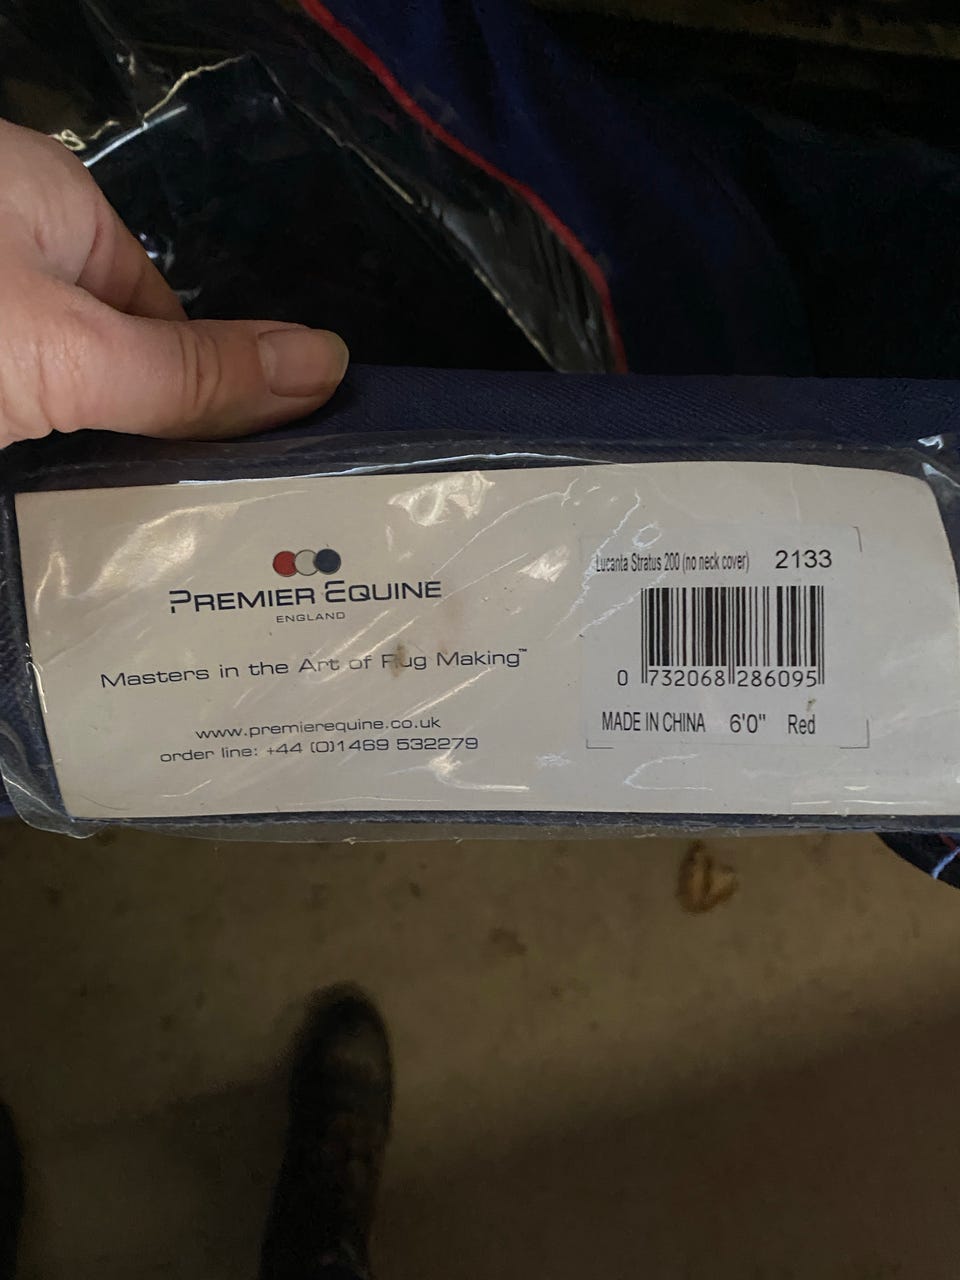 PREMIER EQUINE
ENGLAND
Masters in the Art of Rug Making™
www.premierequine.co.uk
order line: +44 (0)1469 532279
Lucanta Stratus 200 (no neck cover) 2133
0 732068 286095
MADE IN CHINA 6'0" Red